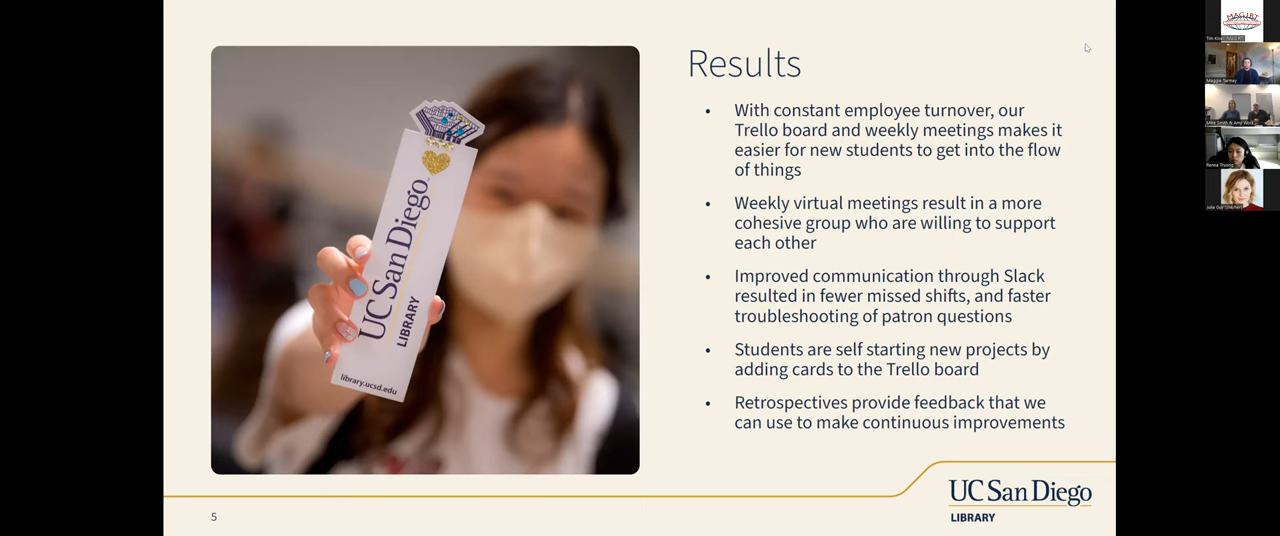 UC San Diego
LIBRARY
library.ucsd.edu
Results
• With constant employee turnover, our
Trello board and weekly meetings makes it
easier for new students to get into the flow
of things
• Weekly virtual meetings result in a more
cohesive group who are willing to support
each other
• Improved communication through Slack
resulted in fewer missed shifts, and faster
troubleshooting of patron questions
• Students are self starting new projects by
adding cards to the Trello board
• Retrospectives provide feedback that we
can use to make continuous improvements
5
UC San Diego
LIBRARY
MAGIRT
Maggie Tarmey